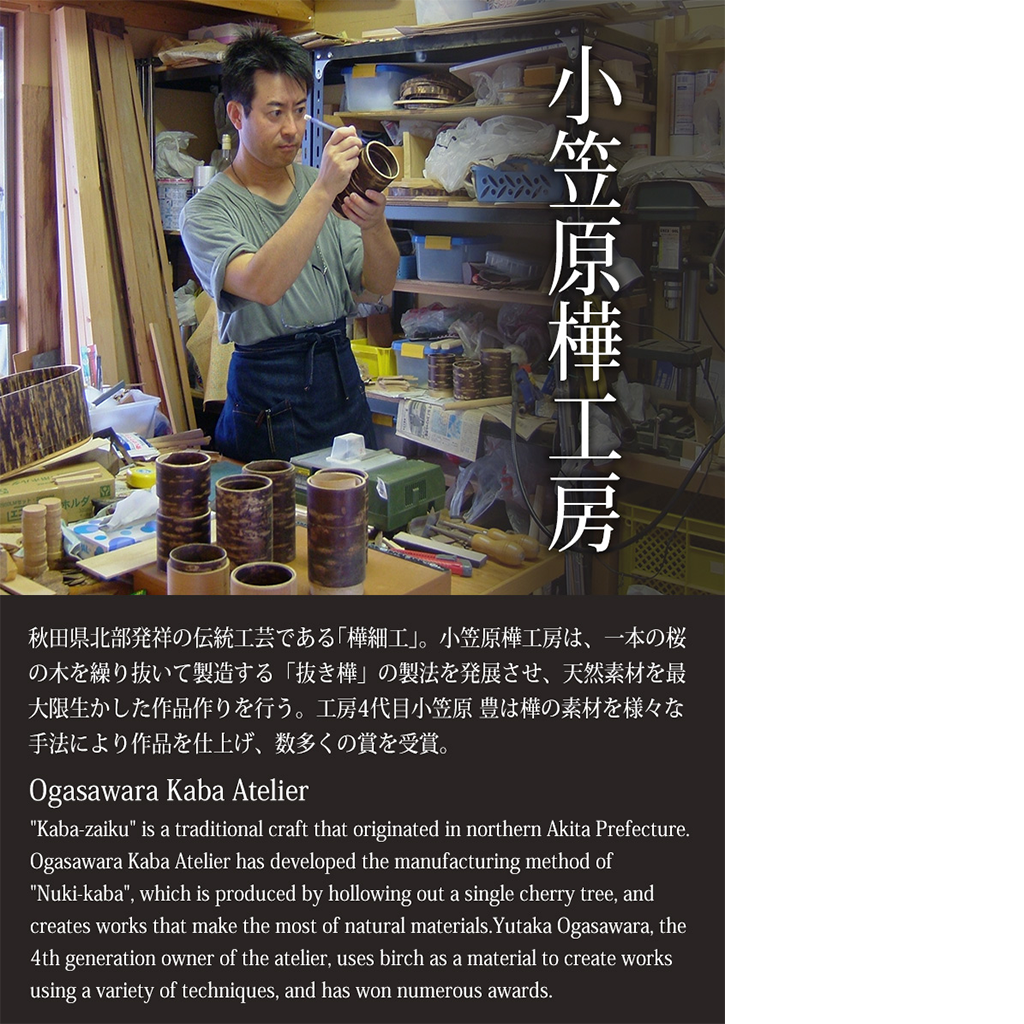 小笠原樺工房
ホルダ
秋田県北部発祥の伝統工芸である「樺細工」。小笠原樺工房は、一本の桜
の木を繰り抜いて製造する「抜き樺」の製法を発展させ、天然素材を最
大限生かした作品作りを行う。工房4代目小笠原 豊は樺の素材を様々な
手法により作品を仕上げ、数多くの賞を受賞。
Ogasawara Kaba Atelier
"Kaba-zaiku" is a traditional craft that originated in northern Akita Prefecture.
Ogasawara Kaba Atelier has developed the manufacturing method of
"Nuki-kaba", which is produced by hollowing out a single cherry tree, and
creates works that make the most of natural materials.Yutaka Ogasawara, the
4th generation owner of the atelier, uses birch as a material to create works
using a variety of techniques, and has won numerous awards.